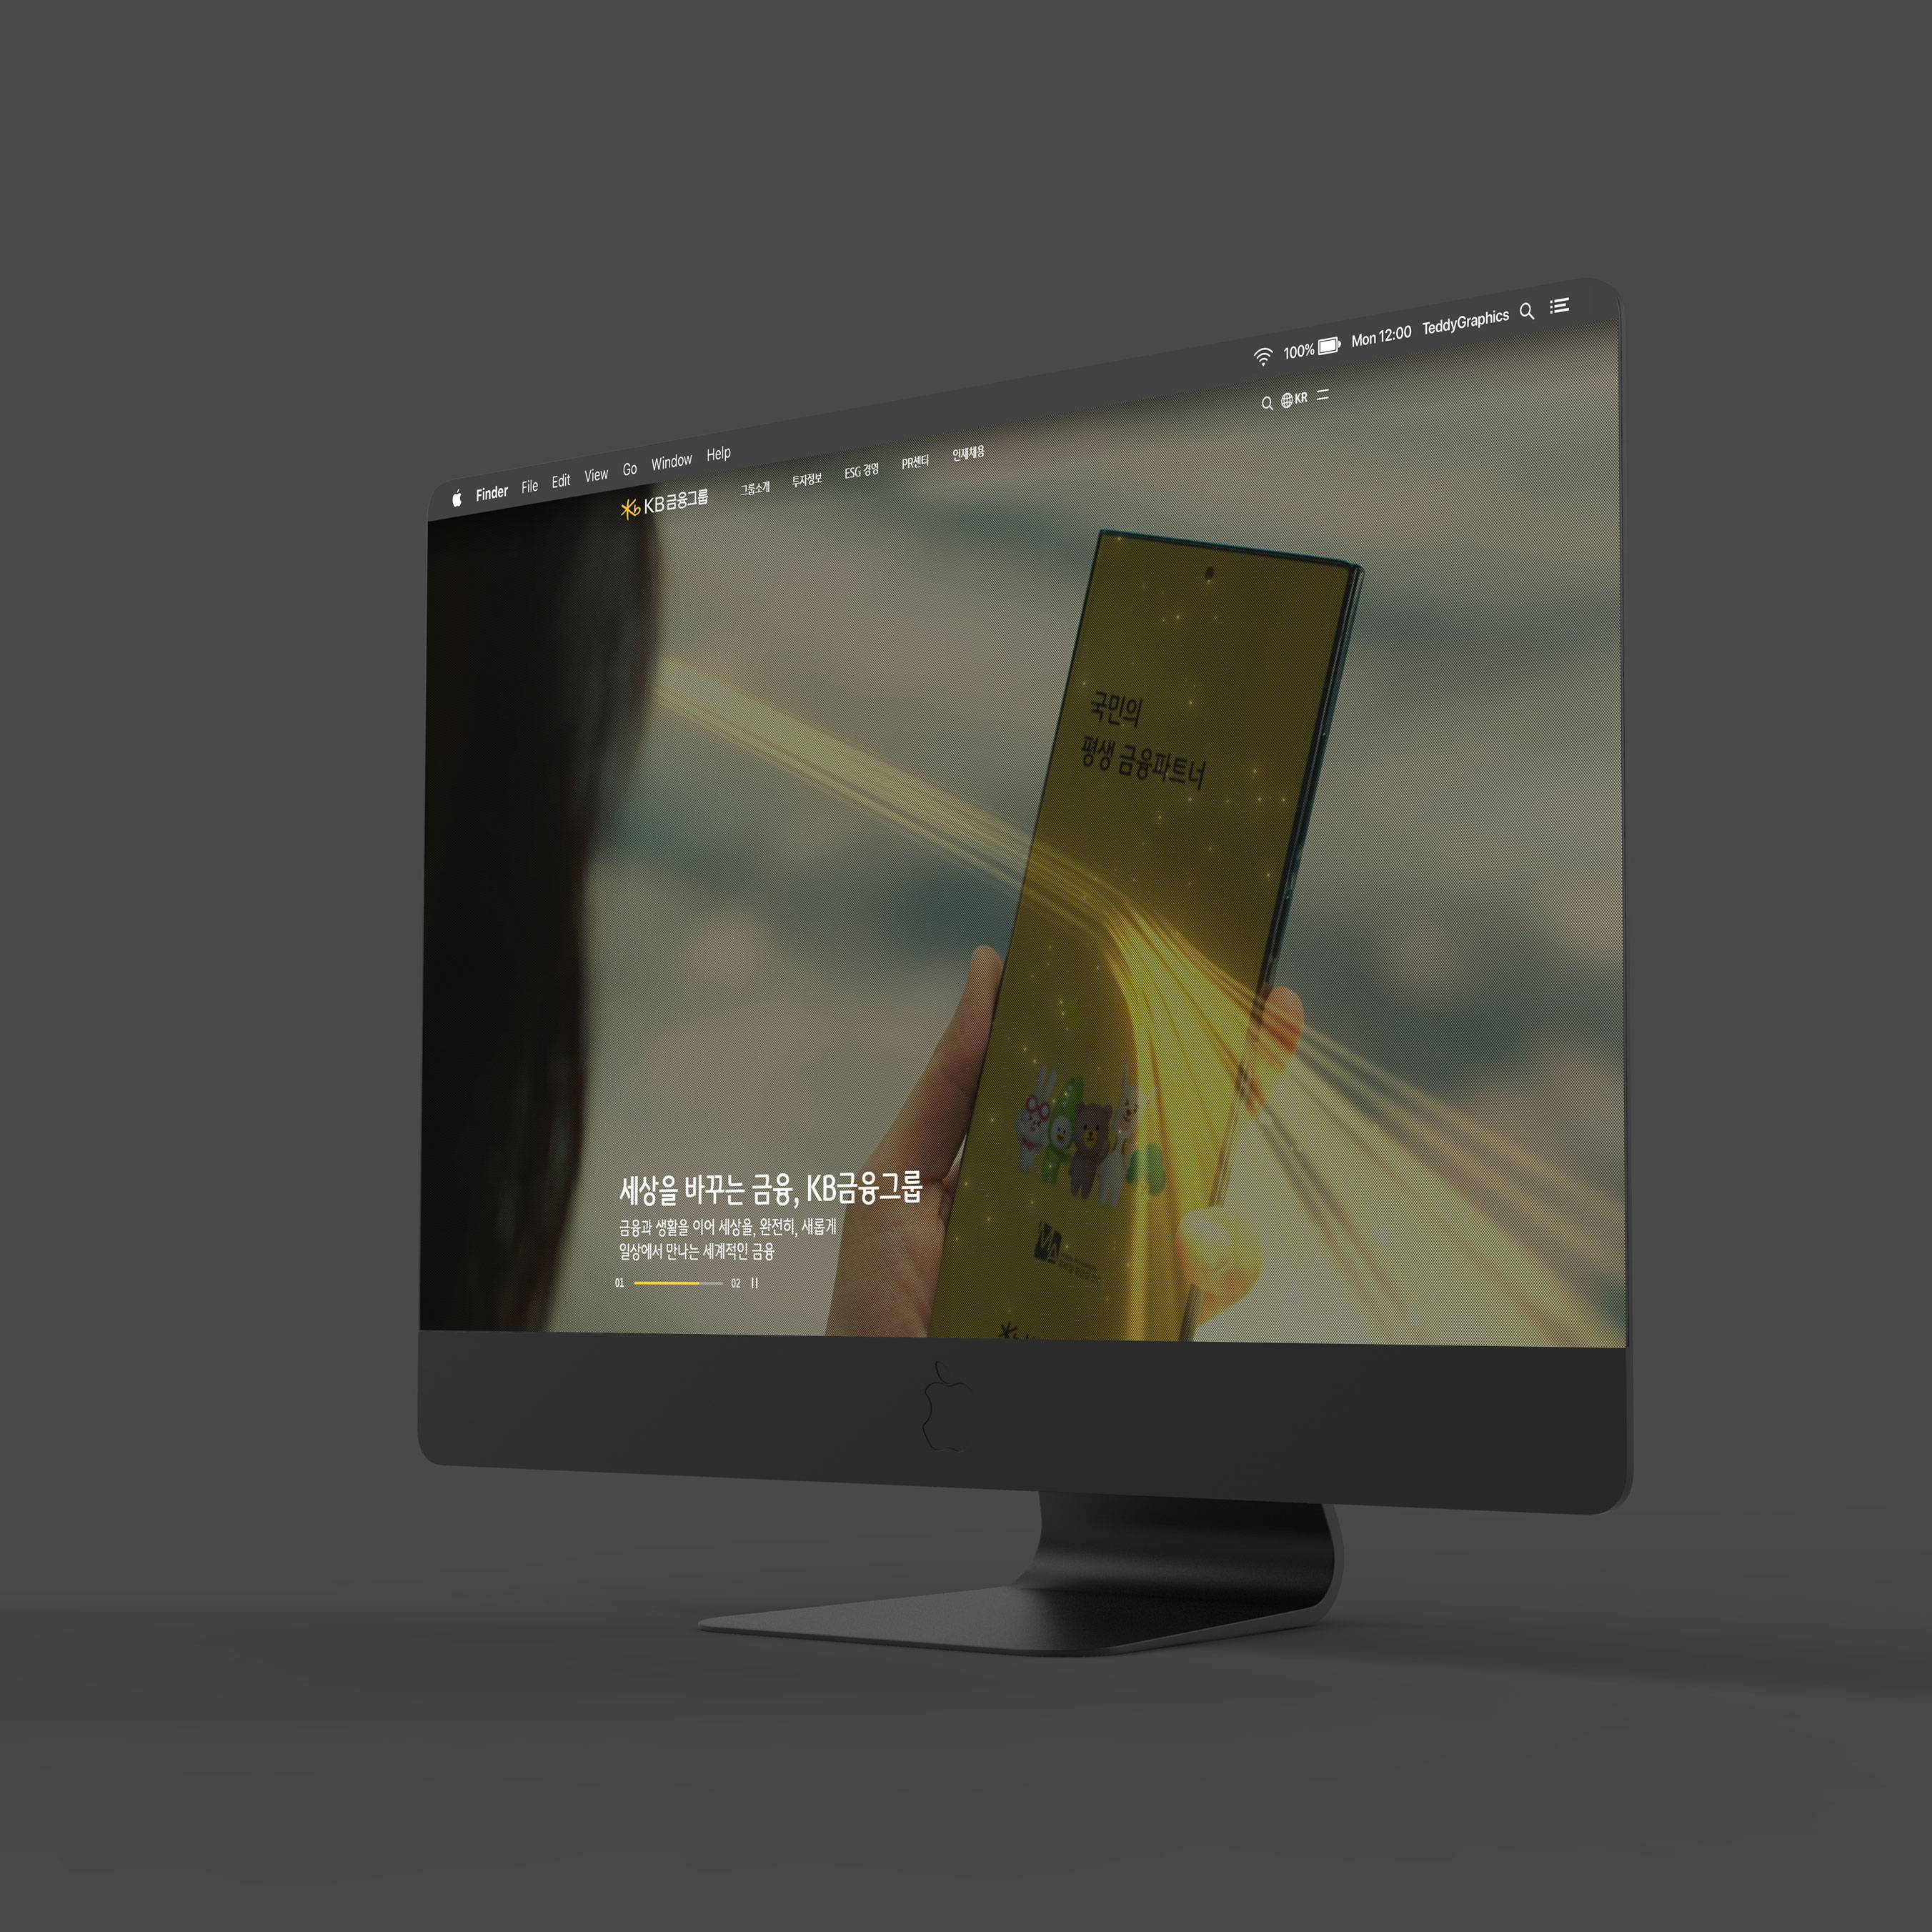 Finder File Edit View Go Window Help
100% Mon 12:00 TeddyGraphics
KB금융그룹 그룹소개 투자정보 ESG 경영 PR센터 인재채용
KR
국민의
평생 금융파트너
세상을 바꾸는 금융, KB금융그룹
금융과 생활을 이어 세상을, 완전히, 새롭게
일상에서 만나는 세계적인 금융
01 02